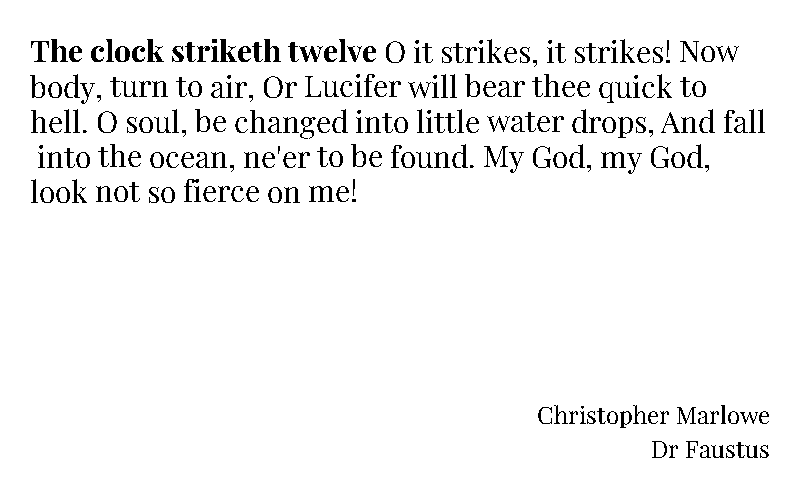 The clock striketh twelve O it strikes, it strikes! Now
body, turn to air, Or Lucifer will bear thee quick to
hell. O soul, be changed into little water drops, And fall
into the ocean, ne'er to be found. My God, my God,
look not so fierce on me!
Christopher Marlowe
Dr Faustus